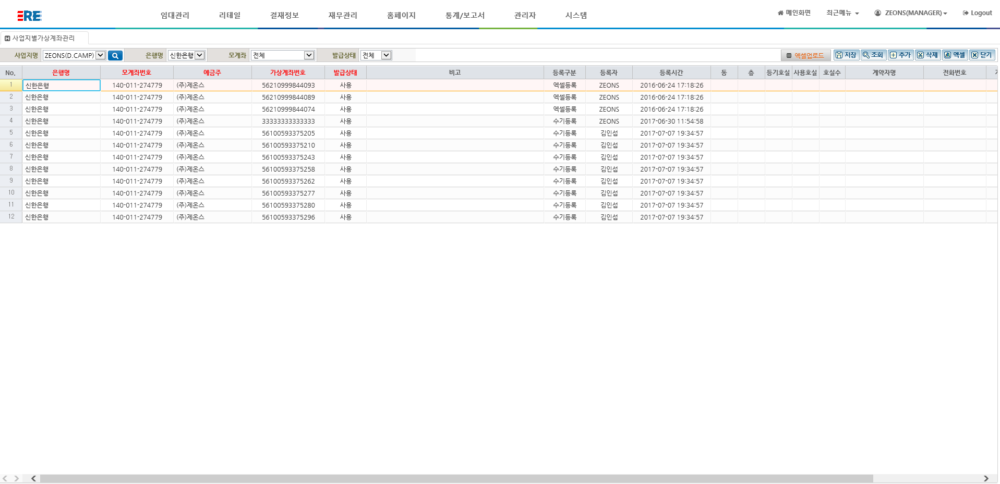 ERE 임대관리 리테일 결재정보 재무관리 홈페이지 통계/보고서 관리자 시스템 메인화면 최근메뉴 ZEONS(MANAGER) Logout
사업지별가상계좌관리
사업지명 ZEONS(D.CAMP) 은행명 신한은행 모계좌 전체 발급상태 전체 엑셀업로드 저장 조회 추가 삭제 엑셀 닫기
No. 은행명 모계좌번호 예금주 가상계좌번호 발급상태 비고 등록구분 등록자 등록시간 동 층 등기호실 사용호실 호실수 계약자명 전화번호
1 신한은행 140-011-274779 (주)제온스 56210999844093 사용 엑셀등록 ZEONS 2016-06-24 17:18:26
2 신한은행 140-011-274779 (주)제온스 56210999844089 사용 엑셀등록 ZEONS 2016-06-24 17:18:26
3 신한은행 140-011-274779 (주)제온스 56210999844074 사용 엑셀등록 ZEONS 2016-06-24 17:18:26
4 신한은행 140-011-274779 (주)제온스 33333333333333 사용 수기등록 ZEONS 2017-06-30 11:54:58
5 신한은행 140-011-274779 (주)제온스 56100593375205 사용 수기등록 김인섭 2017-07-07 19:34:57
6 신한은행 140-011-274779 (주)제온스 56100593375210 사용 수기등록 김인섭 2017-07-07 19:34:57
7 신한은행 140-011-274779 (주)제온스 56100593375243 사용 수기등록 김인섭 2017-07-07 19:34:57
8 신한은행 140-011-274779 (주)제온스 56100593375258 사용 수기등록 김인섭 2017-07-07 19:34:57
9 신한은행 140-011-274779 (주)제온스 56100593375262 사용 수기등록 김인섭 2017-07-07 19:34:57
10 신한은행 140-011-274779 (주)제온스 56100593375277 사용 수기등록 김인섭 2017-07-07 19:34:57
11 신한은행 140-011-274779 (주)제온스 56100593375280 사용 수기등록 김인섭 2017-07-07 19:34:57
12 신한은행 140-011-274779 (주)제온스 56100593375296 사용 수기등록 김인섭 2017-07-07 19:34:57